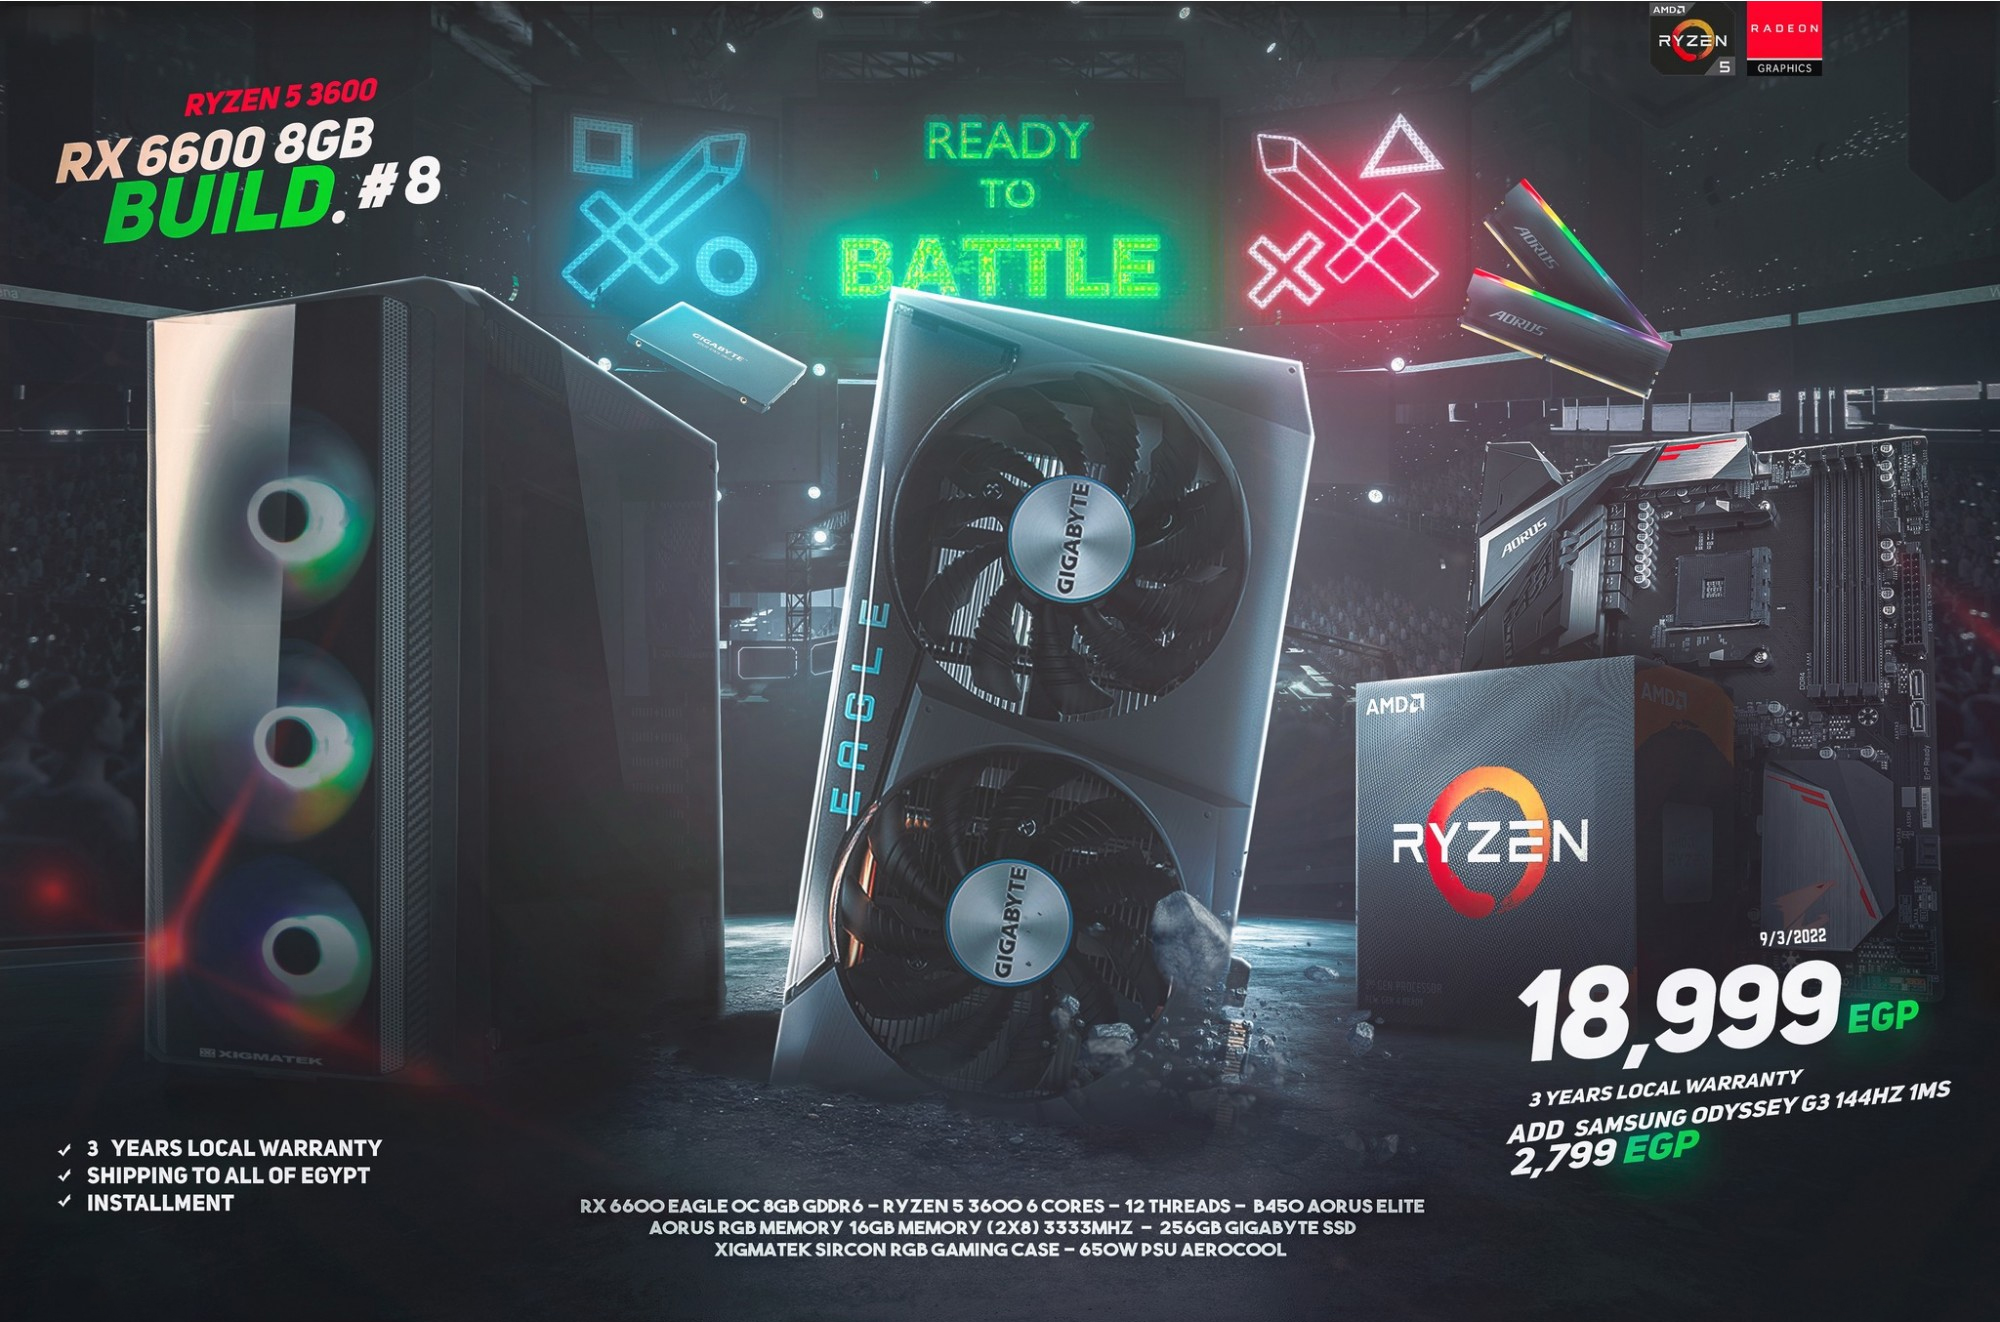 AMD
RYZEN
5
RADEON
GRAPHICS
RYZEN 5 3600
RX 6600 8GB
BUILD. #8
READY
TO
BATTLE
GIGABYTE
AORUS
AORUS
GIGABYTE
EAGLE
GIGABYTE
AORUS
DDR4
ErP Ready
AMD
AMD
RYZEN
XIGMATEK
9/3/2022
18,999 EGP
3 YEARS LOCAL WARRANTY
ADD SAMSUNG ODYSSEY G3 144HZ 1MS
2,799 EGP
✓ 3 YEARS LOCAL WARRANTY
✓ SHIPPING TO ALL OF EGYPT
✓ INSTALLMENT
RX 6600 EAGLE OC 8GB GDDR6 – RYZEN 5 3600 6 CORES – 12 THREADS – B450 AORUS ELITE
AORUS RGB MEMORY 16GB MEMORY (2X8) 3333MHZ – 256GB GIGABYTE SSD
XIGMATEK SIRCON RGB GAMING CASE – 650W PSU AEROCOOL